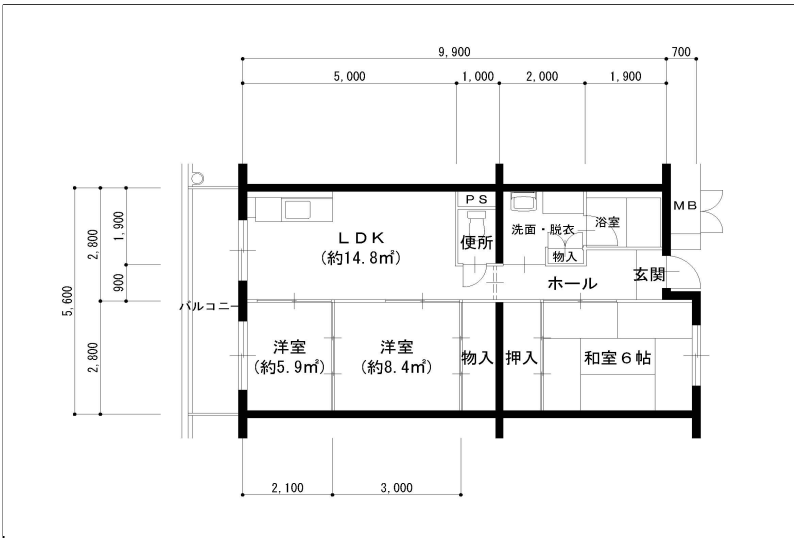 9,900
700
5,000
1,000
2,000
1,900
PS
MB
洗面・脱衣
浴室
LDK
(約14.8㎡)
便所
物入
ホール
玄関
バルコニー
5,600
2,800
1,900
900
2,800
洋室
(約5.9㎡)
洋室
(約8.4㎡)
物入
押入
和室6帖
2,100
3,000